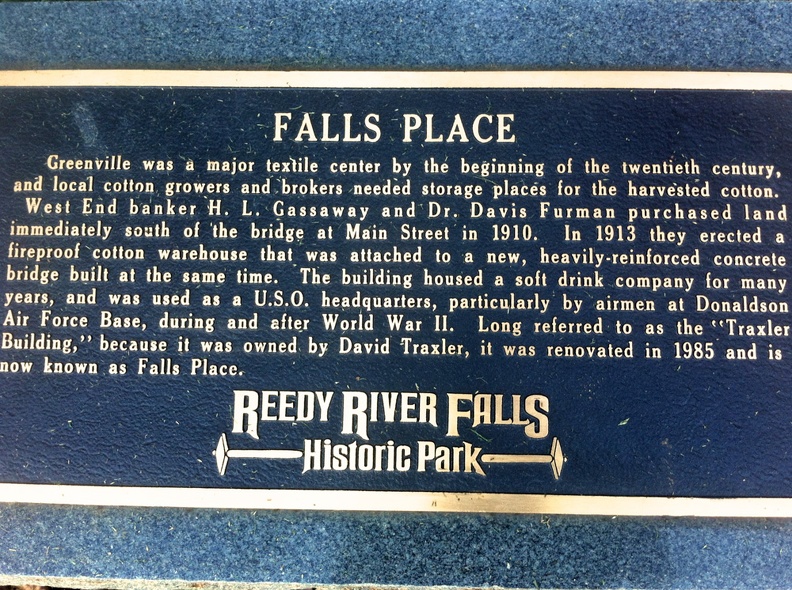 FALLS PLACE
Greenville was a major textile center by the beginning of the twentieth century,
and local cotton growers and brokers needed storage places for the harvested cotton.
West End banker H. L. Gassaway and Dr. Davis Furman purchased land
immediately south of the bridge at Main Street in 1910. In 1913 they erected a
fireproof cotton warehouse that was attached to a new, heavily-reinforced concrete
bridge built at the same time. The building housed a soft drink company for many
years, and was used as a U.S.O. headquarters, particularly by airmen at Donaldson
Air Force Base, during and after World War II. Long referred to as the "Traxler
Building," because it was owned by David Traxler, it was renovated in 1985 and is
now known as Falls Place.
REEDY RIVER FALLS
Historic Park